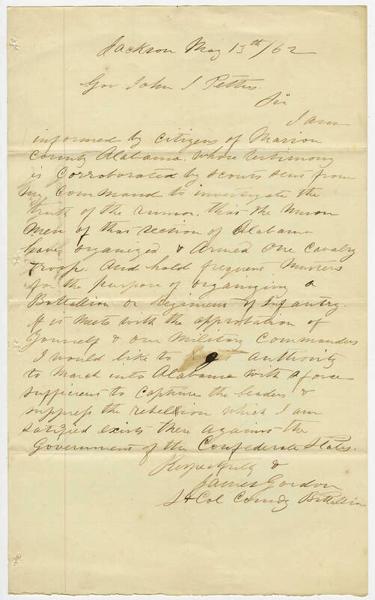 Jackson May 13th /62
Gov John J Pettus
Sir
I am
informed by citizens of Marion
County Alabama, whose testimony
is corroborated by scouts sent from
my command to investigate the
truth of the rumor, that the Union
men of that section of Alabama
have organized & armed one cavalry
troop and hold frequent musters
for the purpose of organizing a
Battallion or Regiment of Infantry.
If is meets with the approbation of
yourself & our military commanders
I would like to authority
to march into Alabama with a force
sufficient to capture the leaders &
suppress the rebellion which I am
satisfied exists there against the
Government of the Confederate States.
Respectfully &
James Gordon
Lt Col Comdg Battallion